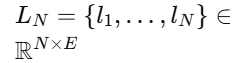 L_N = {l_1, . . . , l_N} ∈
ℝ^{N×E}